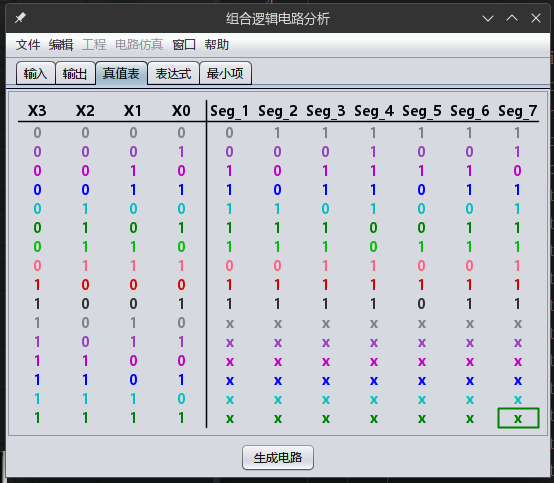 组合逻辑电路分析
文件 编辑 工程 电路仿真 窗口 帮助
输入 输出 真值表 表达式 最小项
X3 X2 X1 X0 Seg_1 Seg_2 Seg_3 Seg_4 Seg_5 Seg_6 Seg_7
0 0 0 0 0 1 1 1 1 1 1
0 0 0 1 0 0 0 1 0 0 1
0 0 1 0 1 0 1 1 1 1 0
0 0 1 1 1 0 1 1 0 1 1
0 1 0 0 1 1 0 1 0 0 1
0 1 0 1 1 1 1 0 0 1 1
0 1 1 0 1 1 1 0 1 1 1
0 1 1 1 0 0 1 1 0 0 1
1 0 0 0 1 1 1 1 1 1 1
1 0 0 1 1 1 1 1 0 1 1
1 0 1 0 x x x x x x x
1 0 1 1 x x x x x x x
1 1 0 0 x x x x x x x
1 1 0 1 x x x x x x x
1 1 1 0 x x x x x x x
1 1 1 1 x x x x x x x
生成电路